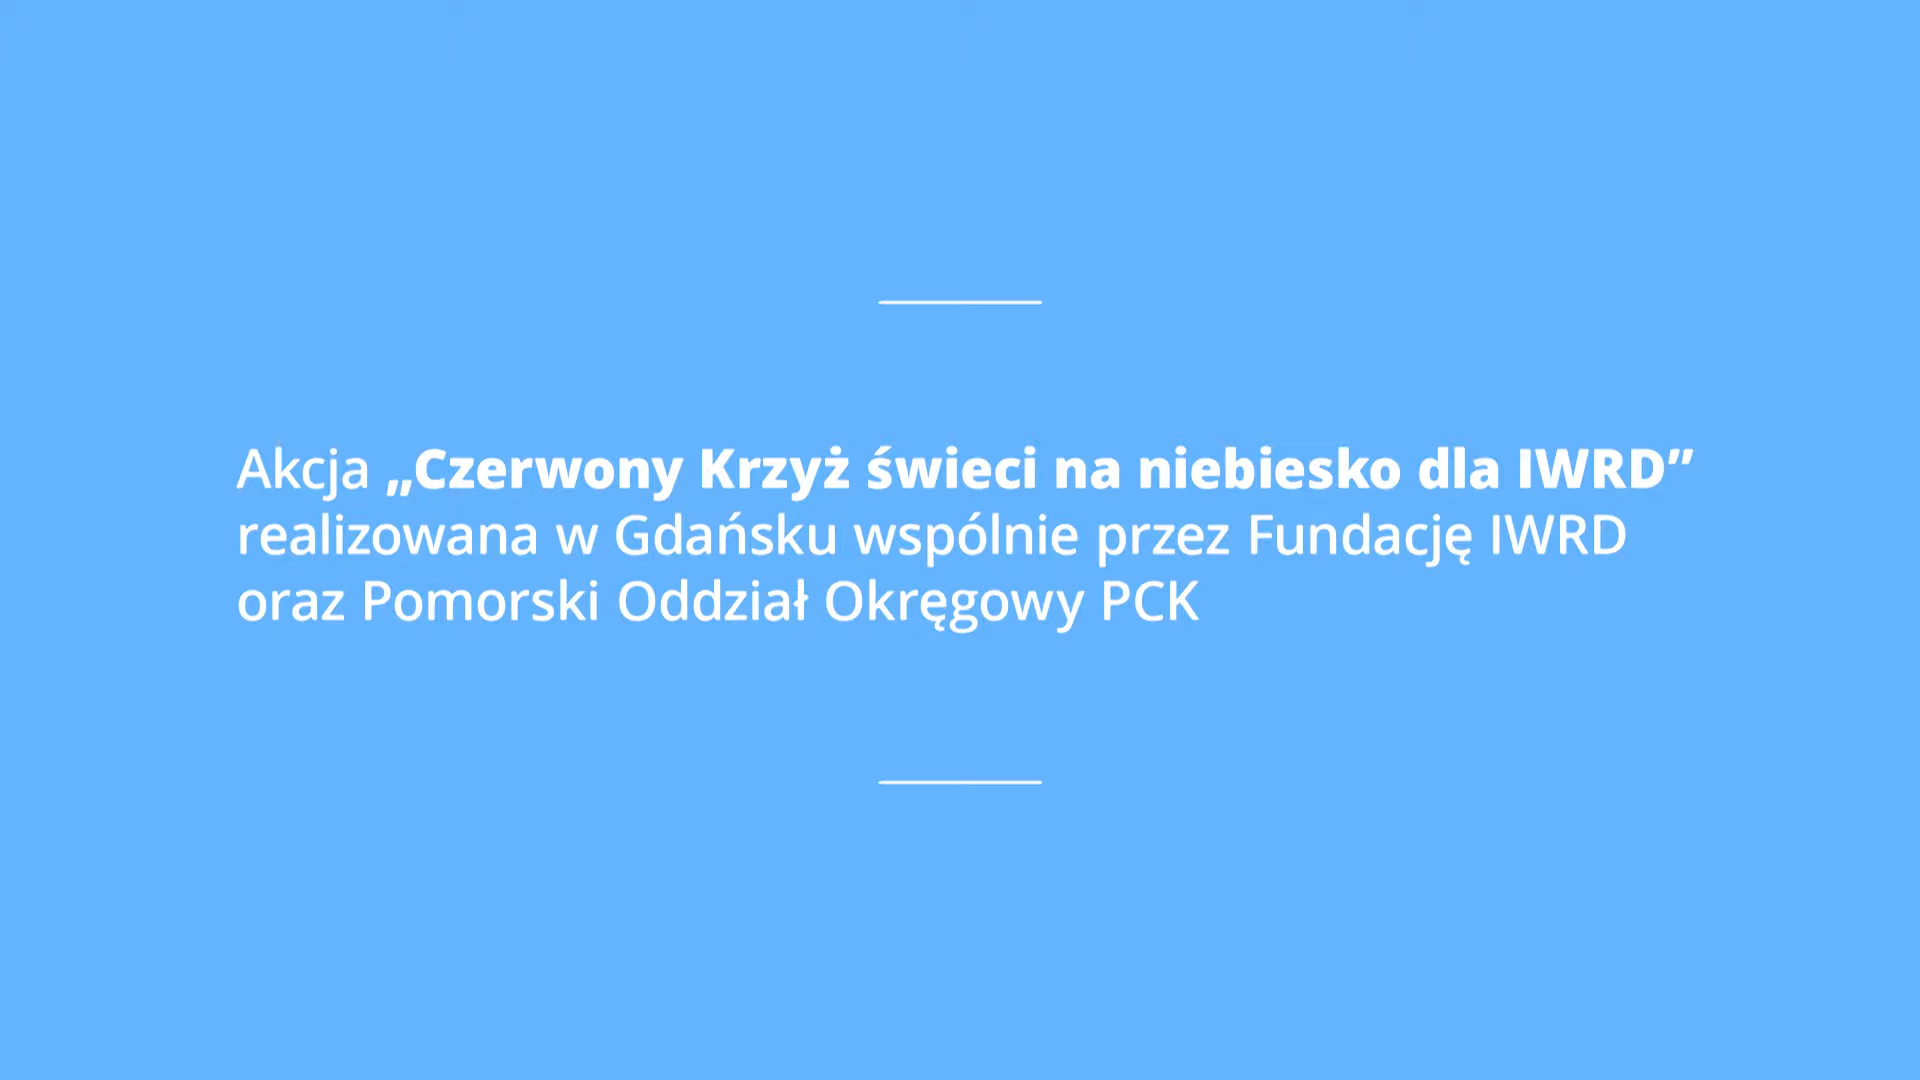 Akcja „Czerwony Krzyż świeci na niebiesko dla IWRD”
realizowana w Gdańsku wspólnie przez Fundację IWRD
oraz Pomorski Oddział Okręgowy PCK